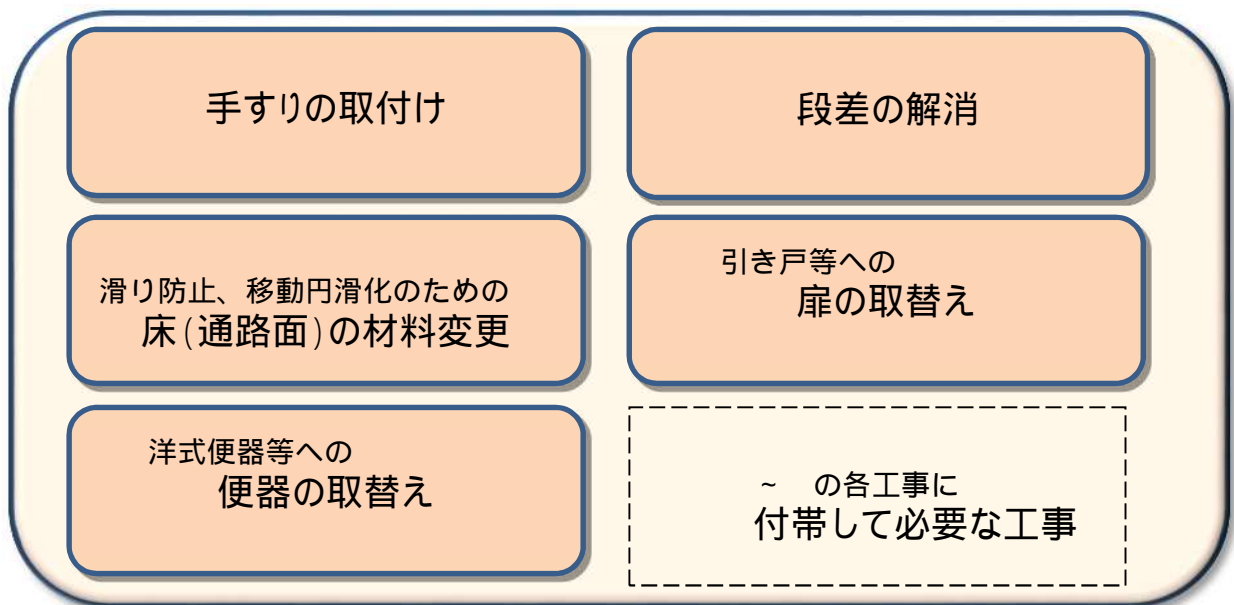 手すりの取付け
段差の解消
滑り防止、移動円滑化のための
床(通路面)の材料変更
引き戸等への
扉の取替え
洋式便器等への
便器の取替え
~ の各工事に
付帯して必要な工事